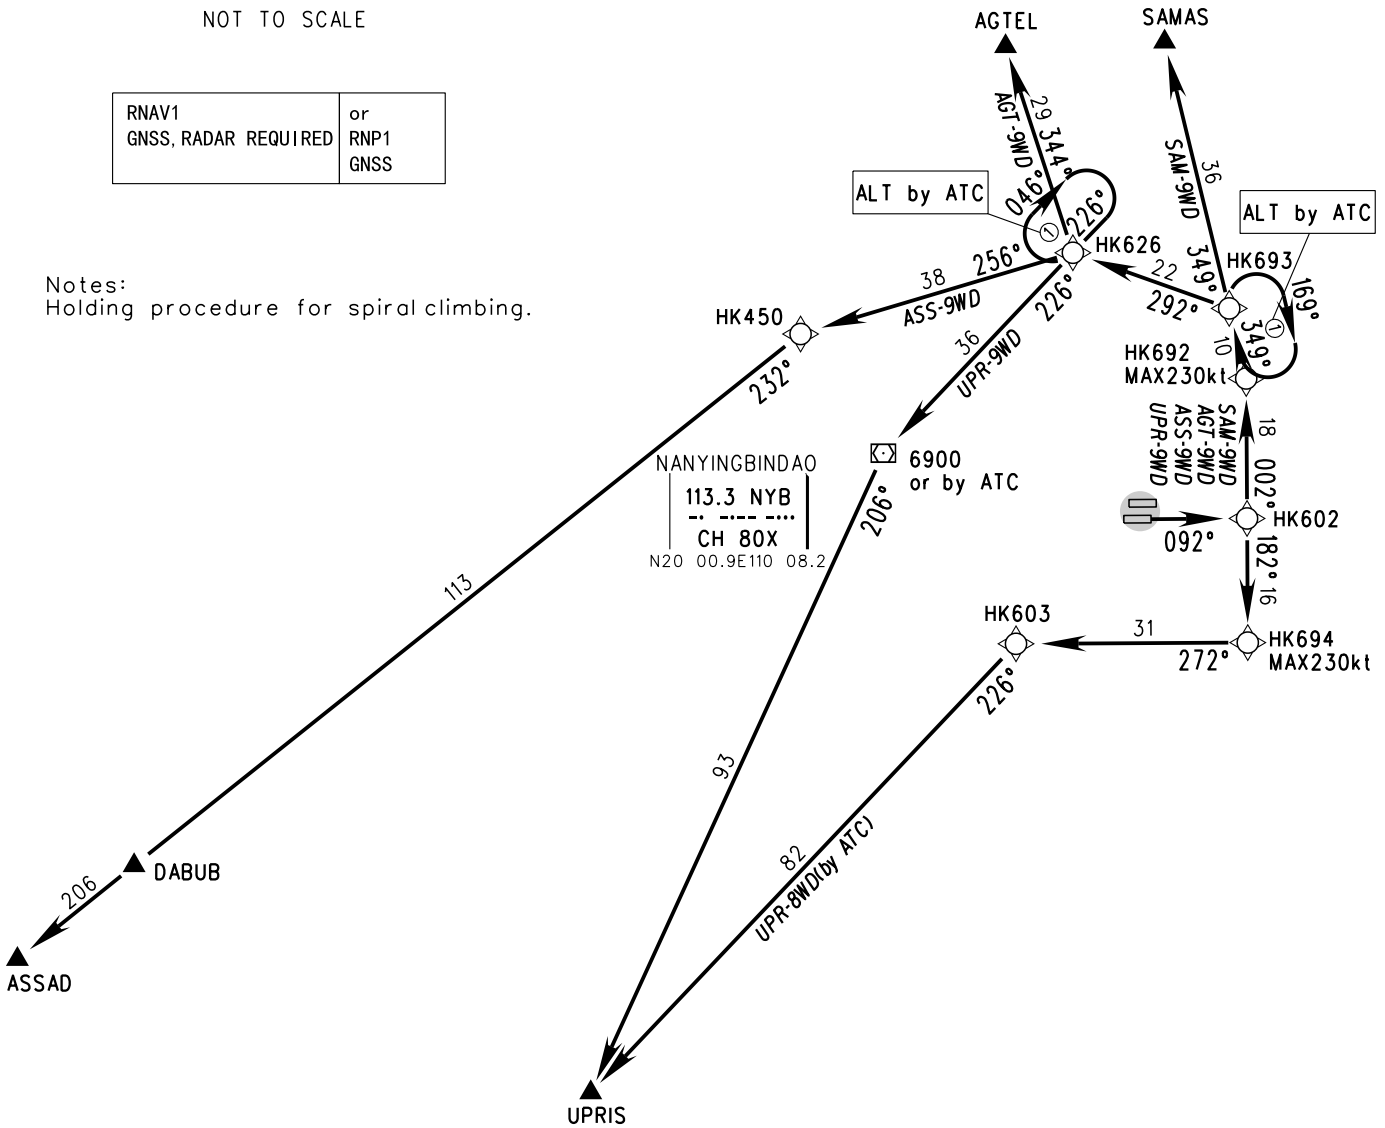 NOT TO SCALE
AGTEL
SAMAS
RNAV1
GNSS, RADAR REQUIRED
or
RNP1
GNSS
29 344°
AGT-9WD
36
SAM-9WD
349°
ALT by ATC
046°
1
226°
HK626
ALT by ATC
HK693
169°
1
349°
22
292°
10
Notes:
Holding procedure for spiral climbing.
256°
38
ASS-9WD
226°
36
UPR-9WD
HK450
232°
HK692
MAX230kt
SAM-9WD
AGT-9WD
ASS-9WD
UPR-9WD
18
002°
NANYINGBINDAO
113.3 NYB
-· -·-- -···
CH 80X
N20 00.9E110 08.2
6900
or by ATC
206°
092°
HK602
182°
16
113
HK603
31
272°
HK694
MAX230kt
226°
93
82
UPR-8WD(by ATC)
DABUB
206
ASSAD
UPRIS